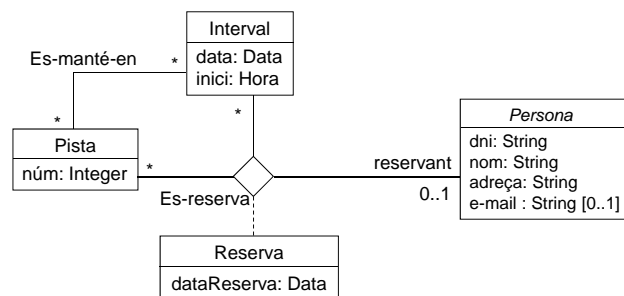 Interval
data: Data
inici: Hora
Es-manté-en
*
*
*
Pista
núm: Integer
*
Es-reserva
reservant
0..1
Persona
dni: String
nom: String
adreça: String
e-mail : String [0..1]
Reserva
dataReserva: Data